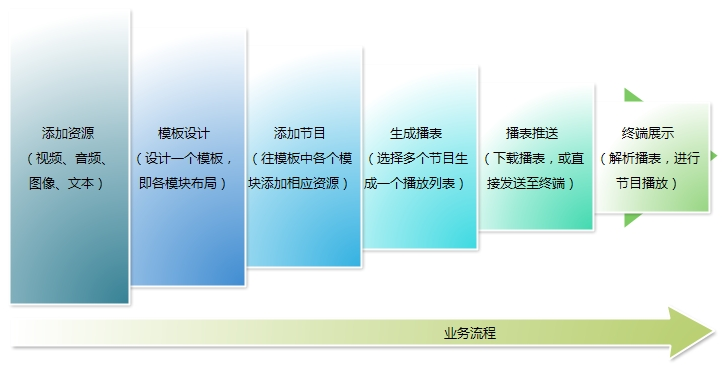 添加资源
（视频、音频、
图像、文本）
模板设计
（设计一个模板，
即各模块布局）
添加节目
（往模板中各个模
块添加相应资源）
生成播表
（选择多个节目生
成一个播放列表）
播表推送
（下载播表，或直
接发送至终端）
终端展示
（解析播表，进行
节目播放）
业务流程